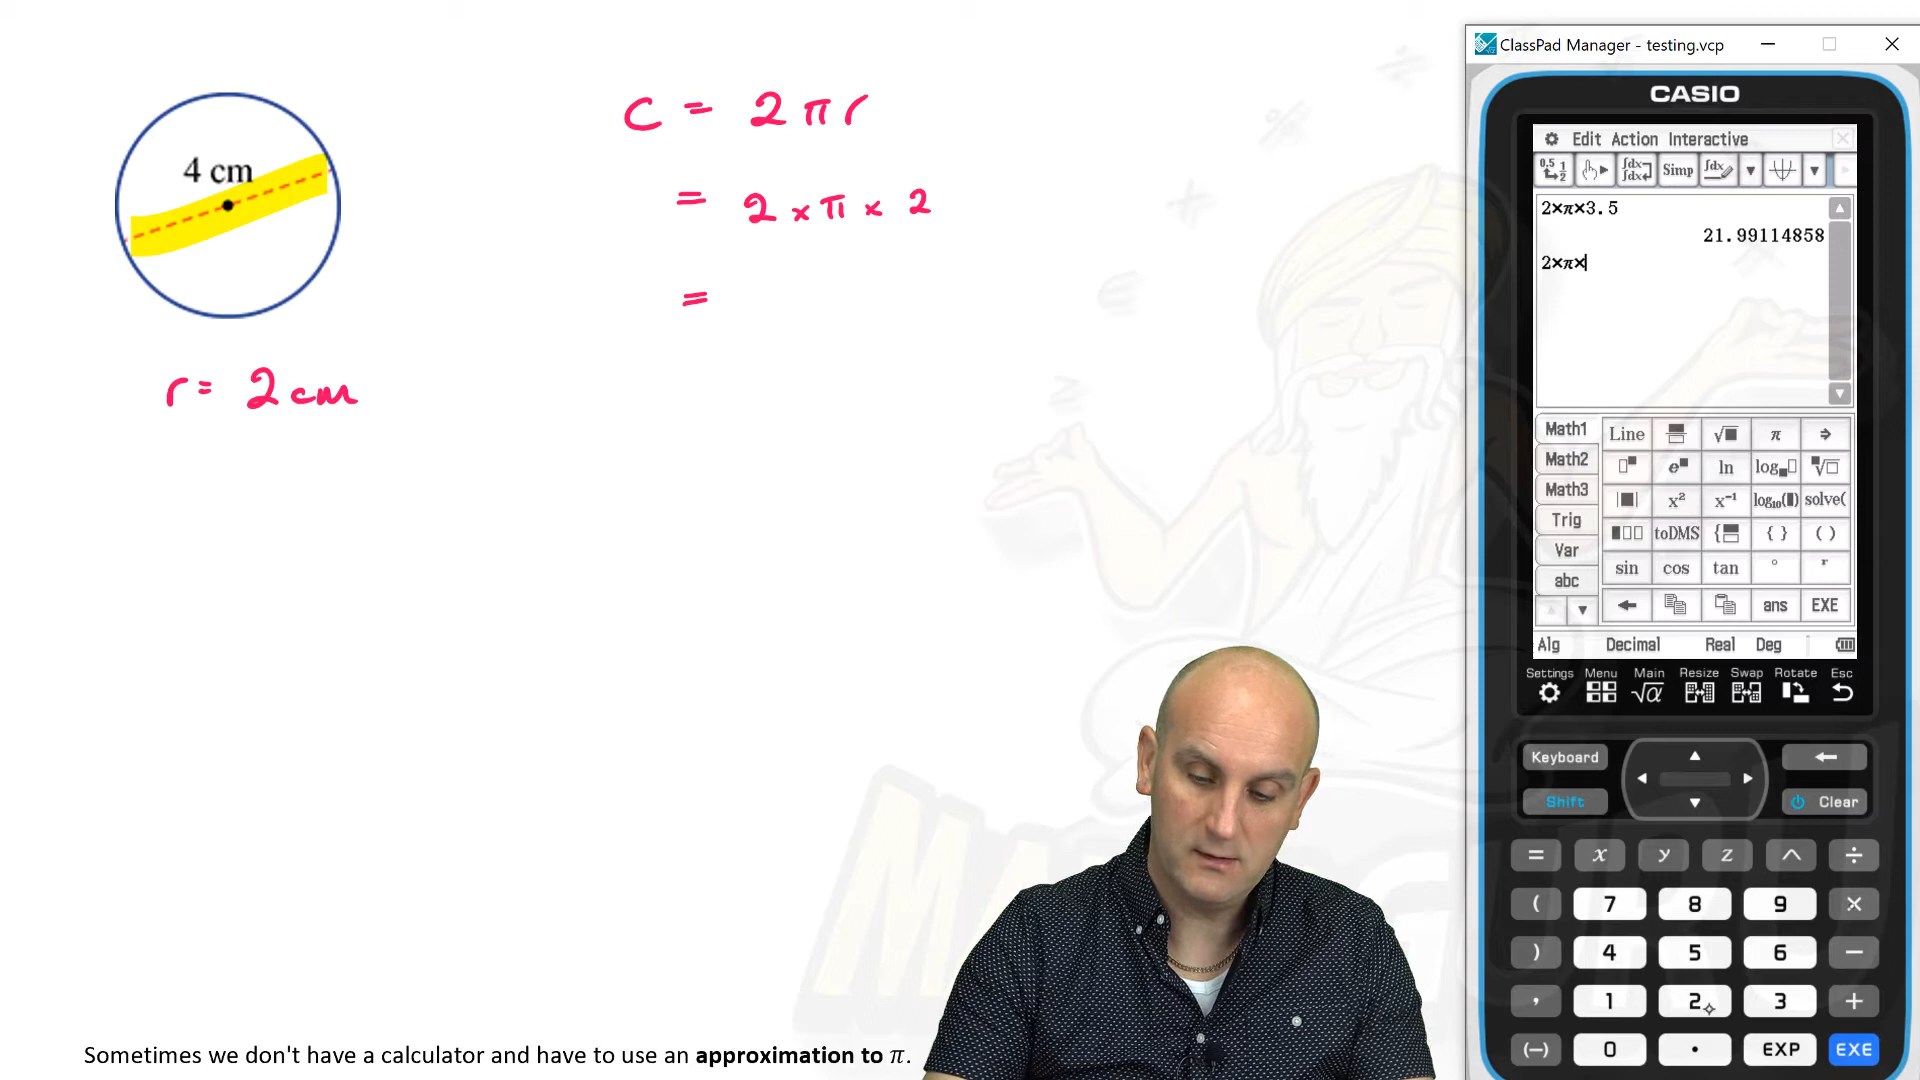 4 cm
r = 2 cm
C = 2 π r
= 2 × π × 2
=
Sometimes we don't have a calculator and have to use an approximation to π.
ClassPad Manager - testing.vcp
CASIO
Edit Action Interactive
Simp
2×π×3.5
21.99114858
2×π×
Math1 Line π
Math2 ln
Math3 x² x⁻¹ solve(
Trig toDMS { } ( )
Var sin cos tan ° r
abc
ans EXE
Alg Decimal Real Deg
Settings Menu Main Resize Swap Rotate Esc
Keyboard
Shift Clear
= x y z ^ ÷
( 7 8 9 ×
) 4 5 6 −
, 1 2 3 +
(−) 0 . EXP EXE